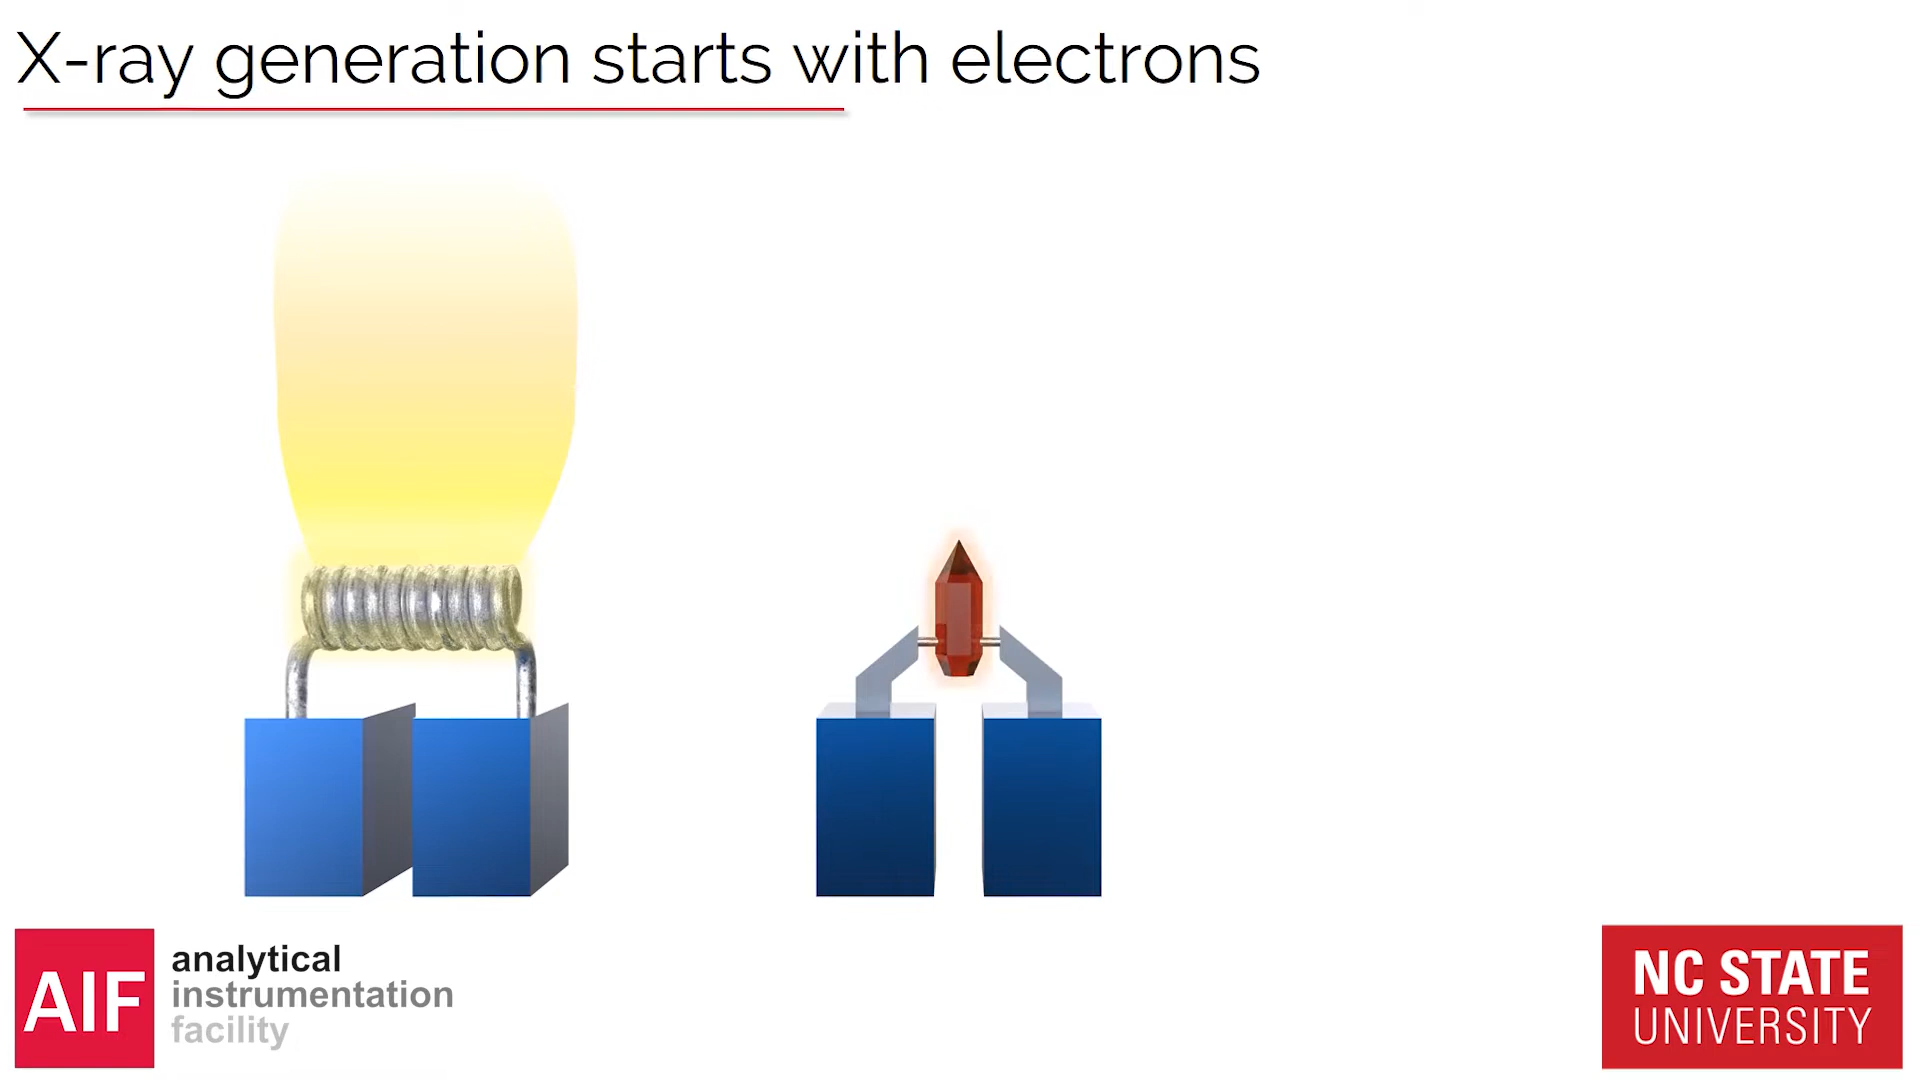 X-ray generation starts with electrons
AIF
analytical
instrumentation
facility
NC STATE
UNIVERSITY